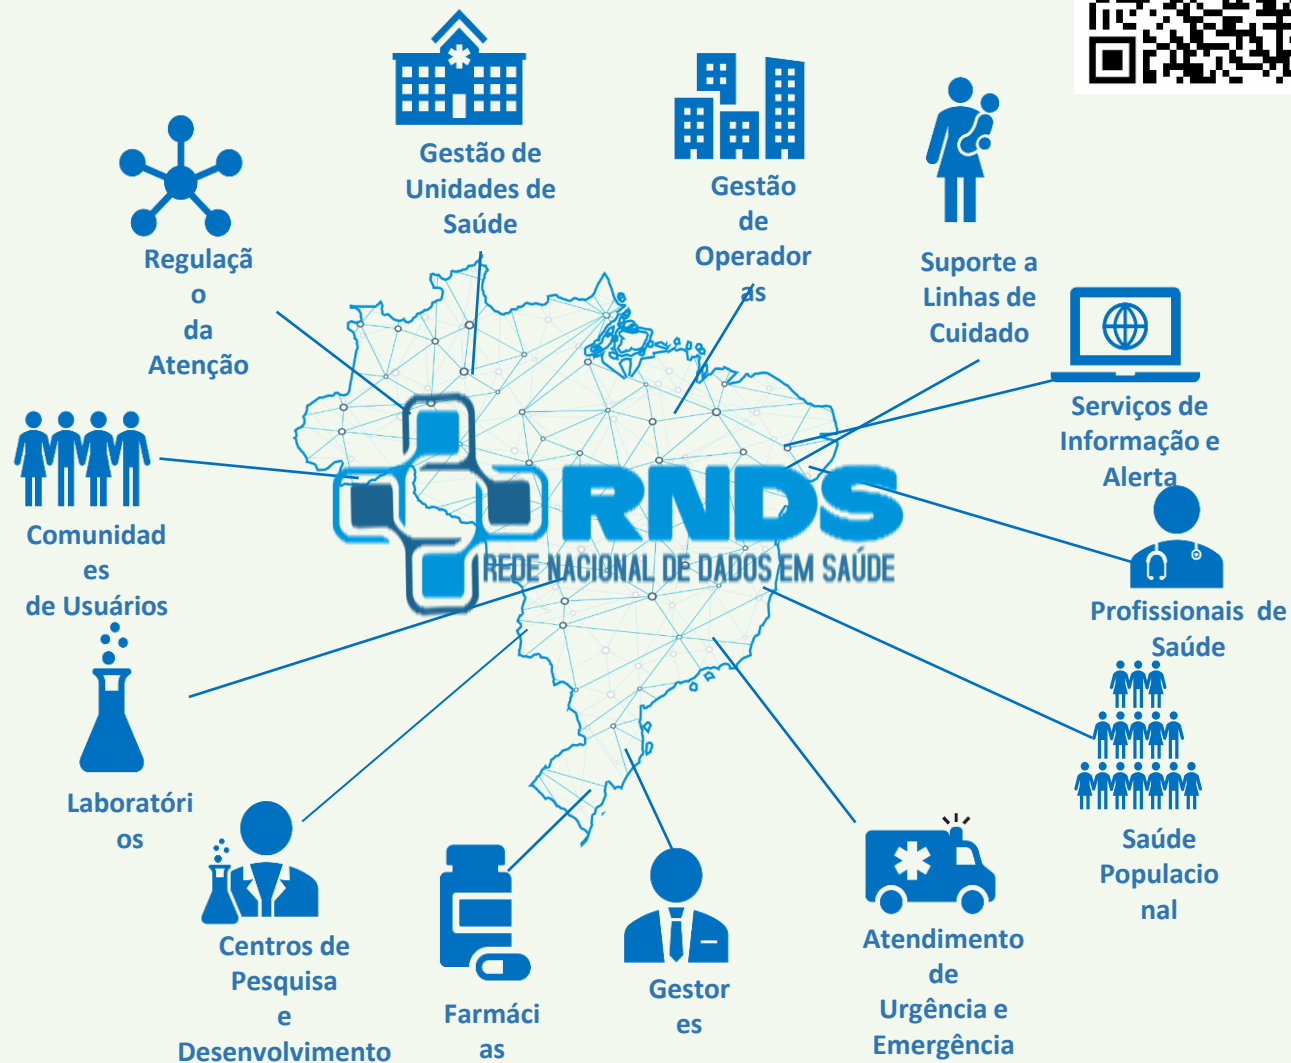 Gestão de
Unidades de
Saúde
Gestão
de
Operador
as
Suporte a
Linhas de
Cuidado
Regulaçã
o
da
Atenção
Serviços de
Informação e
Alerta
Comunidad
es
de Usuários
RNDS
REDE NACIONAL DE DADOS EM SAÚDE
Profissionais de
Saúde
Laboratóri
os
Saúde
Populacio
nal
Centros de
Pesquisa
e
Desenvolvimento
Farmáci
as
Gestor
es
Atendimento
de
Urgência e
Emergência